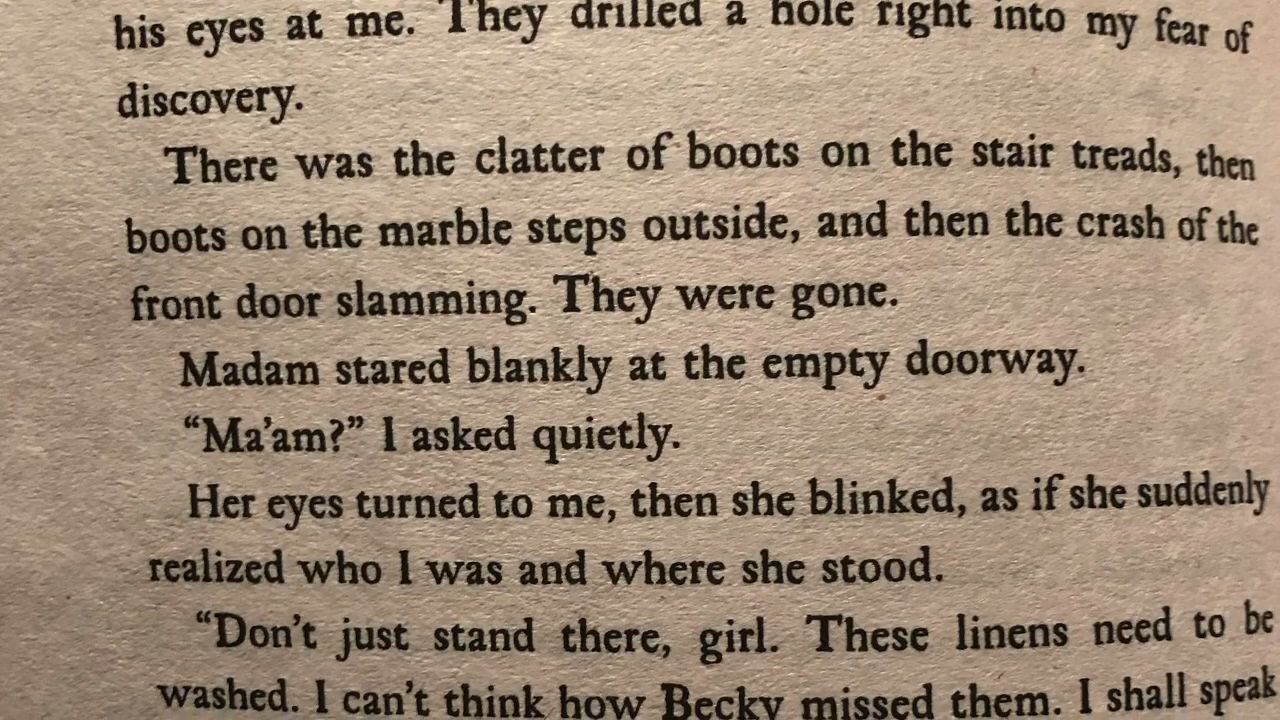 his eyes at me. They drilled a hole right into my fear of
discovery.
There was the clatter of boots on the stair treads, then
boots on the marble steps outside, and then the crash of the
front door slamming. They were gone.
Madam stared blankly at the empty doorway.
“Ma’am?” I asked quietly.
Her eyes turned to me, then she blinked, as if she suddenly
realized who I was and where she stood.
“Don’t just stand there, girl. These linens need to be
washed. I can’t think how Becky missed them. I shall speak